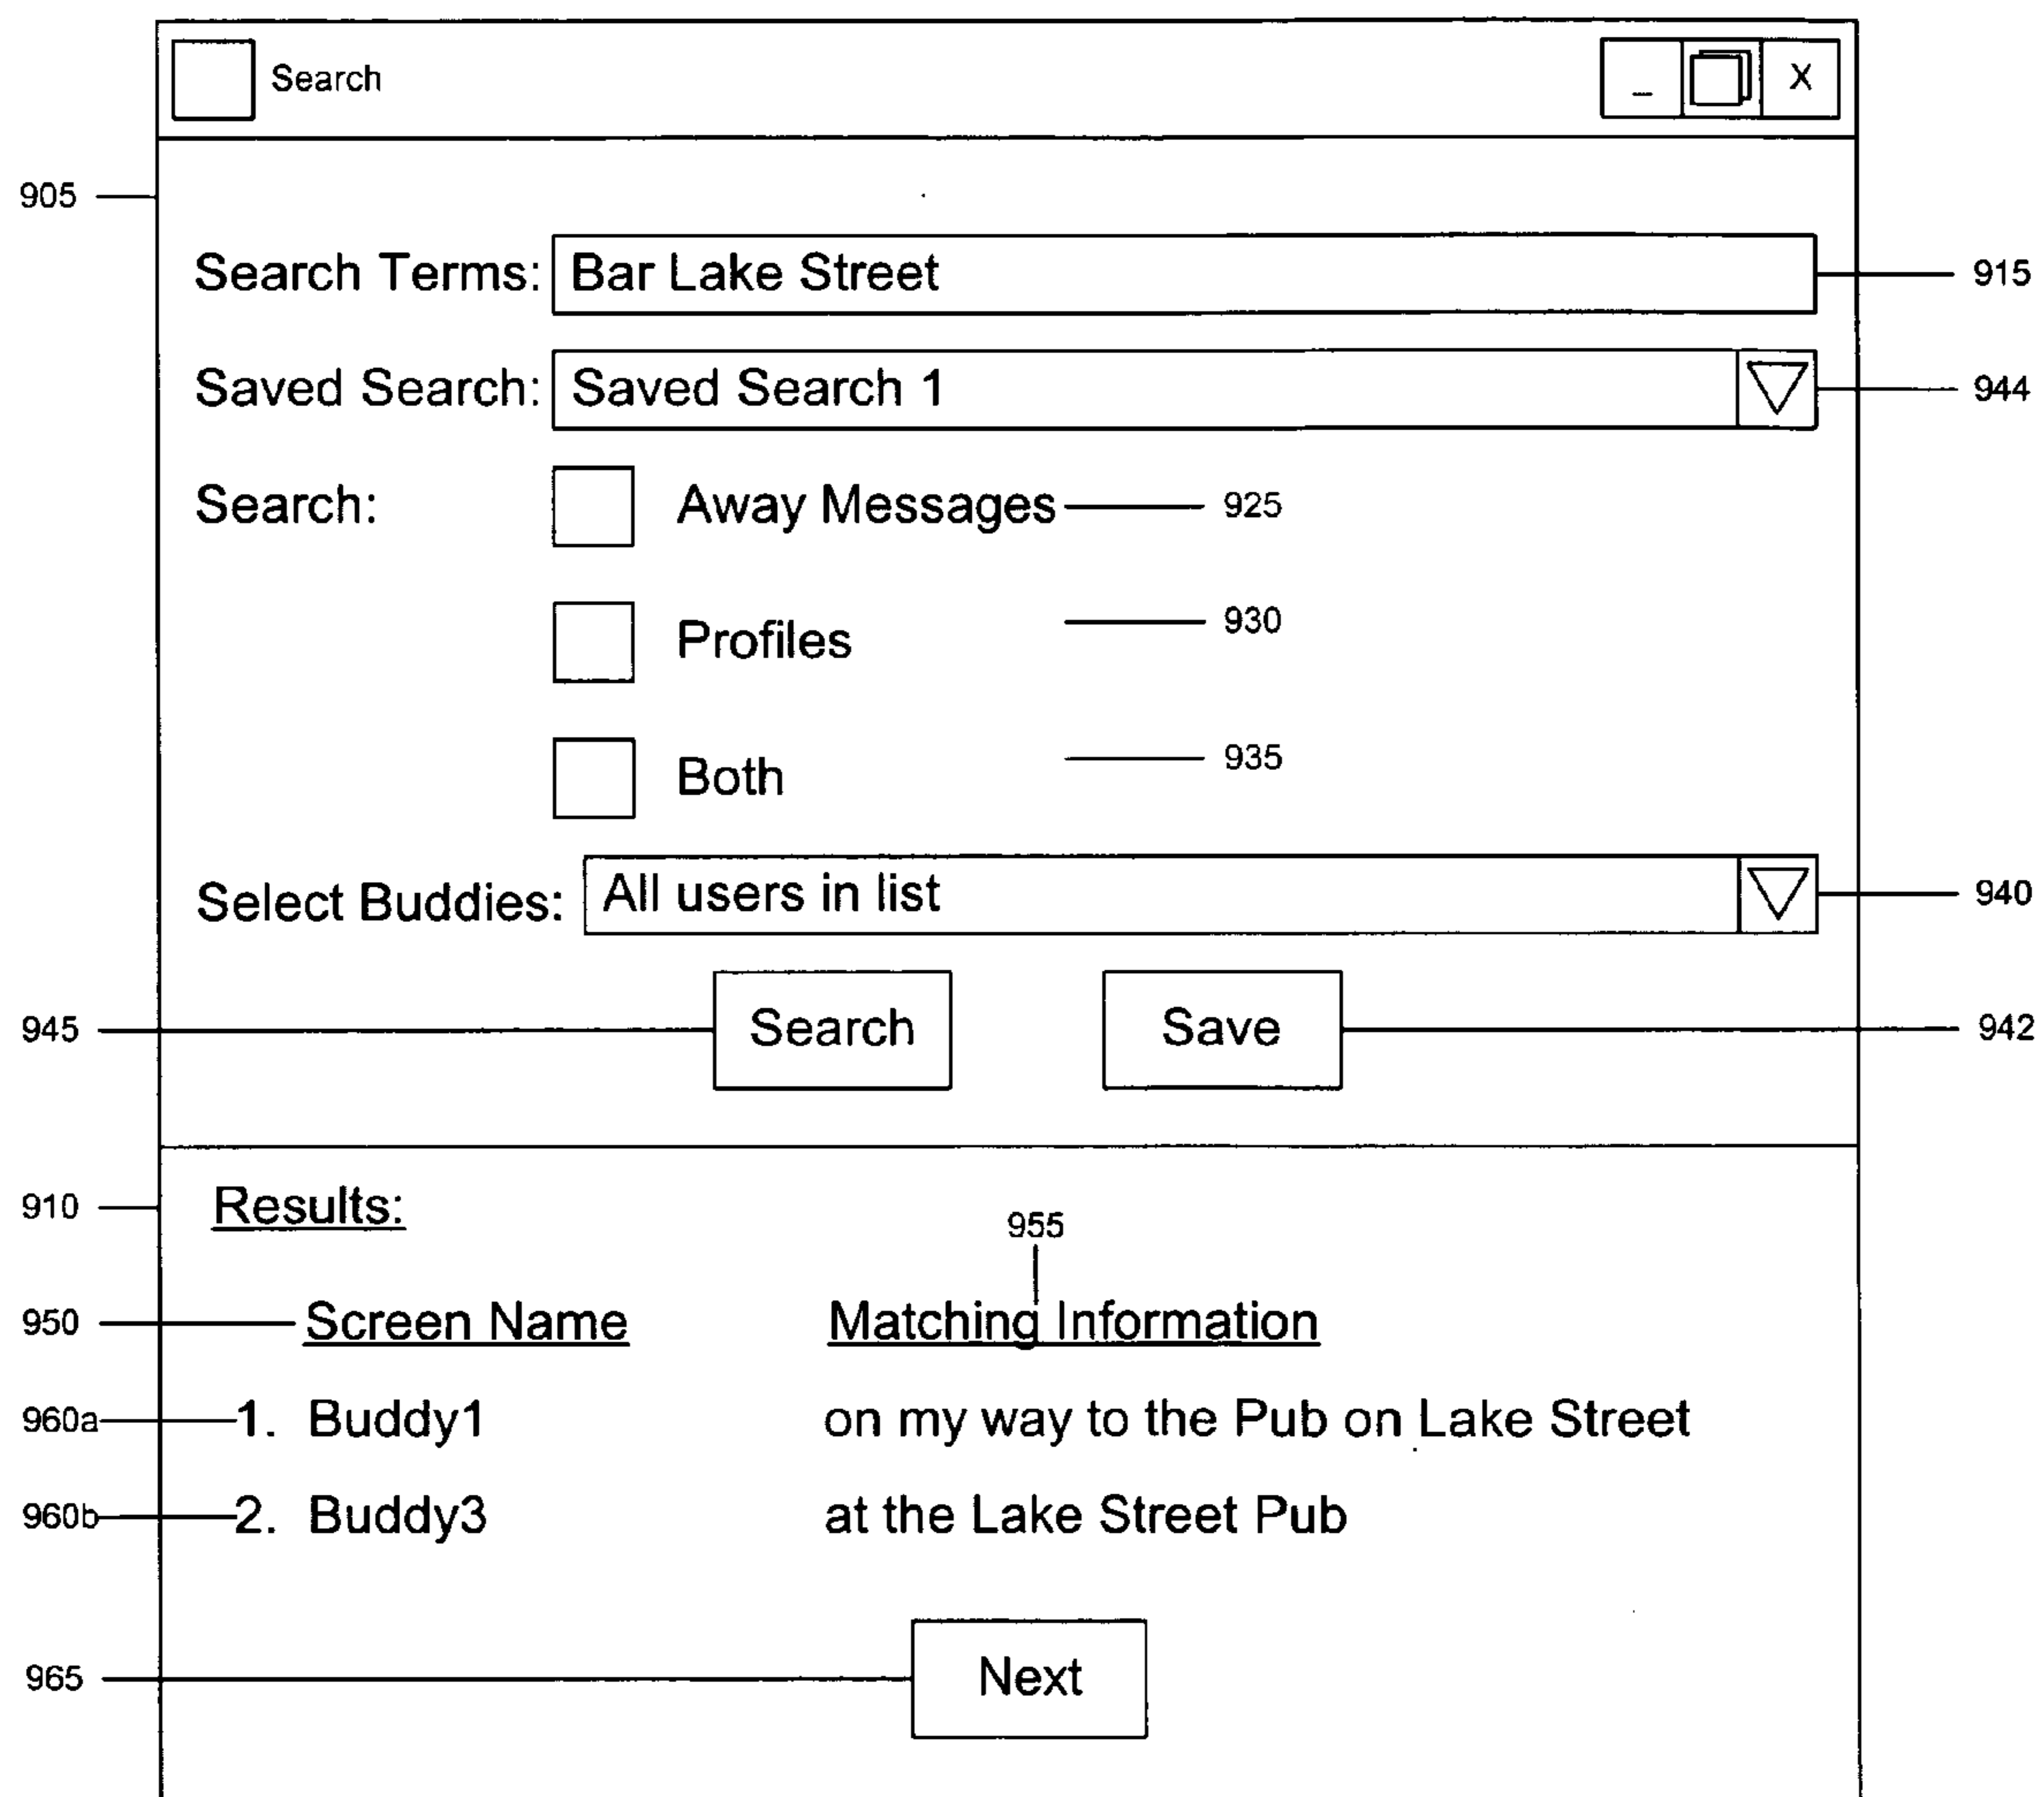 Search _ X
905
Search Terms: Bar Lake Street 915
Saved Search: Saved Search 1 944
Search: Away Messages 925
Profiles 930
Both 935
Select Buddies: All users in list 940
945 Search Save 942
910 Results:
955
950 Screen Name Matching Information
960a 1. Buddy1 on my way to the Pub on Lake Street
960b 2. Buddy3 at the Lake Street Pub
965 Next